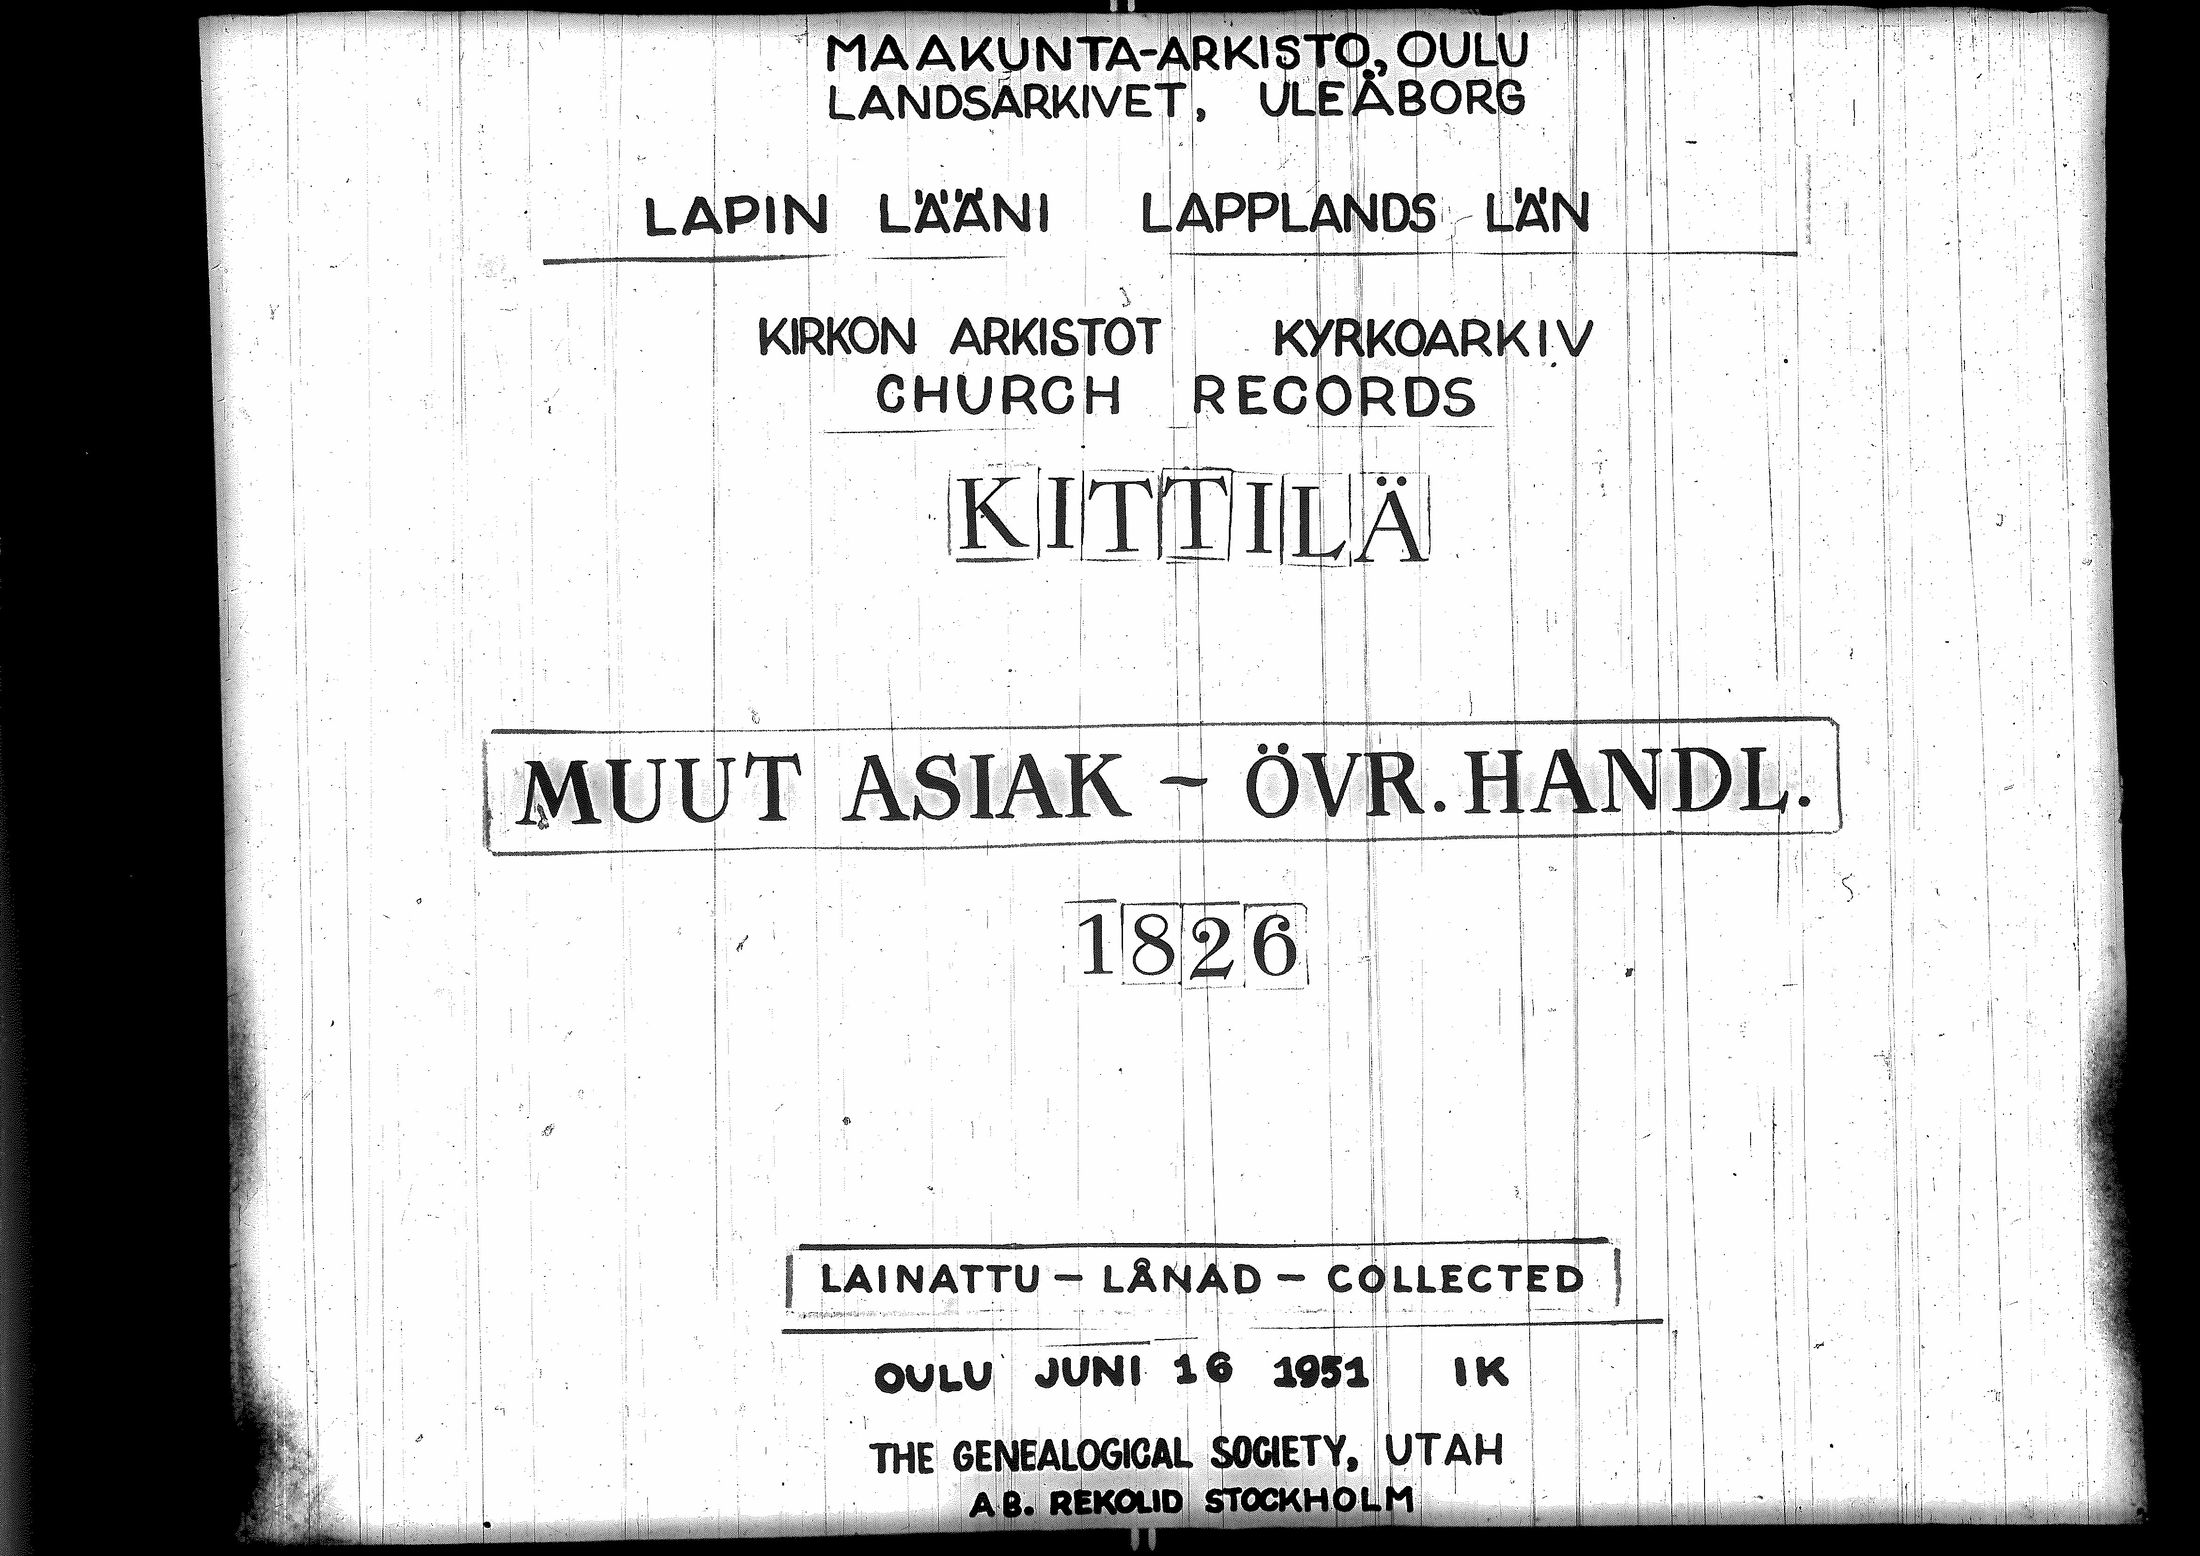 MAAKUNTA-ARKISTO, OULU
LANDSARKIVET, ULEÅBORG
LAPIN LÄÄNI LAPPLANDS LÄN
KIRKON ARKISTOT KYRKOARKIV
CHURCH RECORDS
KITTILÄ
MUUT ASIAK - ÖVR. HANDL.
1826
LAINATTU - LÅNAD - COLLECTED
OULU JUNI 16 1951 IK
THE GENEALOGICAL SOCIETY, UTAH
AB. REKOLID STOCKHOLM